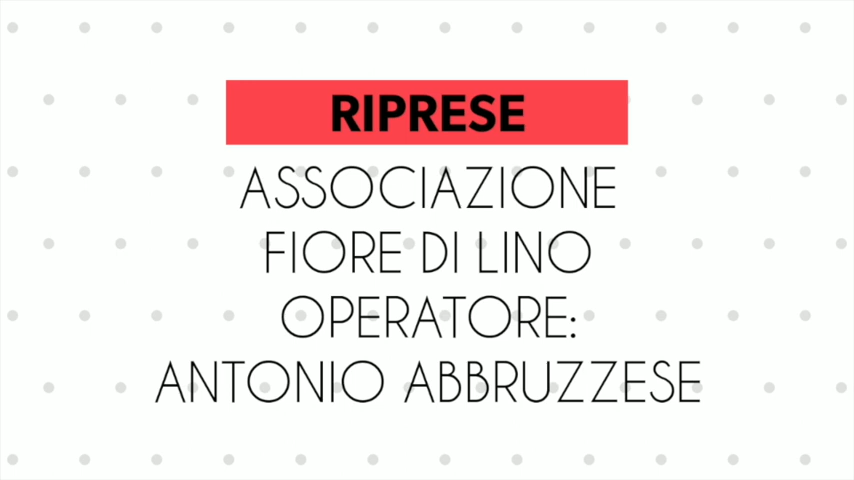 RIPRESE
ASSOCIAZIONE
FIORE DI LINO
OPERATORE:
ANTONIO ABBRUZZESE